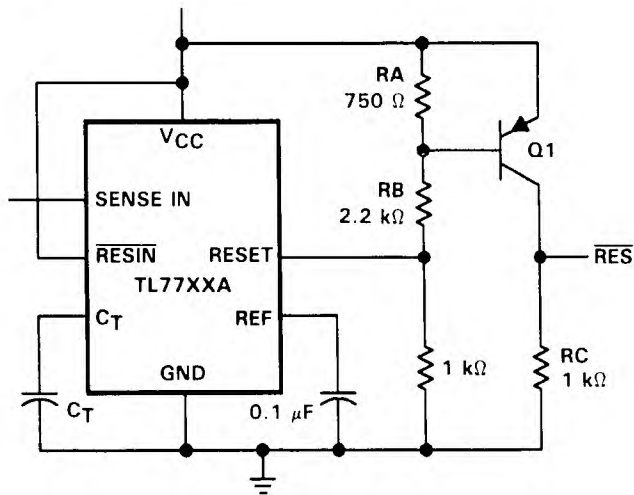 RA
750 Ω
VCC
Q1
SENSE IN
RB
2.2 kΩ
RESIN
RESET
RES
TL77XXA
CT
REF
GND
1 kΩ
RC
1 kΩ
CT
0.1 μF